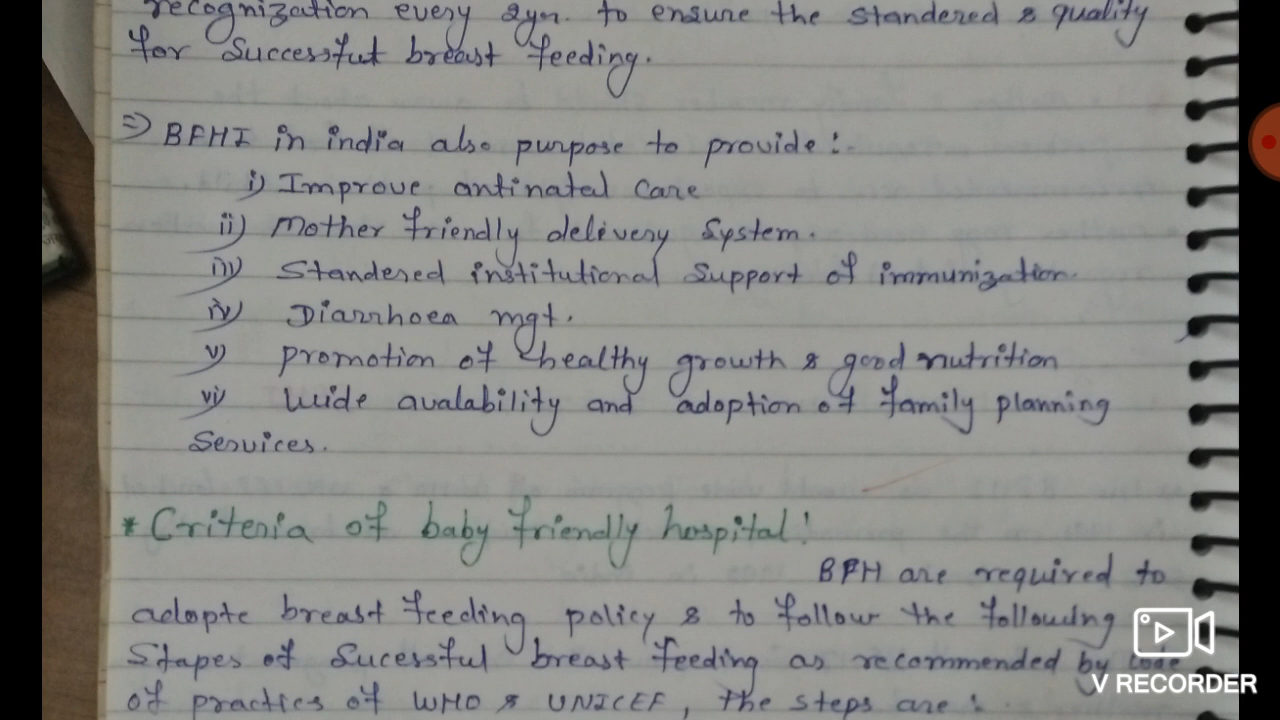 recognization every 2yr. to ensure the standered & quality
for Successfut breast feeding.
⇒ BFHI in india also purpose to provide :-
i) Improve antinatal Care
ii) Mother friendly delivery System.
iii) Standered institutional Support of immunization.
iv) Diarrhoea mgt.
v) promotion of healthy growth & good nutrition
vi) Wide avalability and adoption of family planning
Services.
* Criteria of baby friendly hospital :
BFH are required to
adopte breast feeding policy & to follow the following
Stapes of Sucessful breast feeding as recommended by
of practics of WHO & UNICEF, the steps are :
V RECORDER